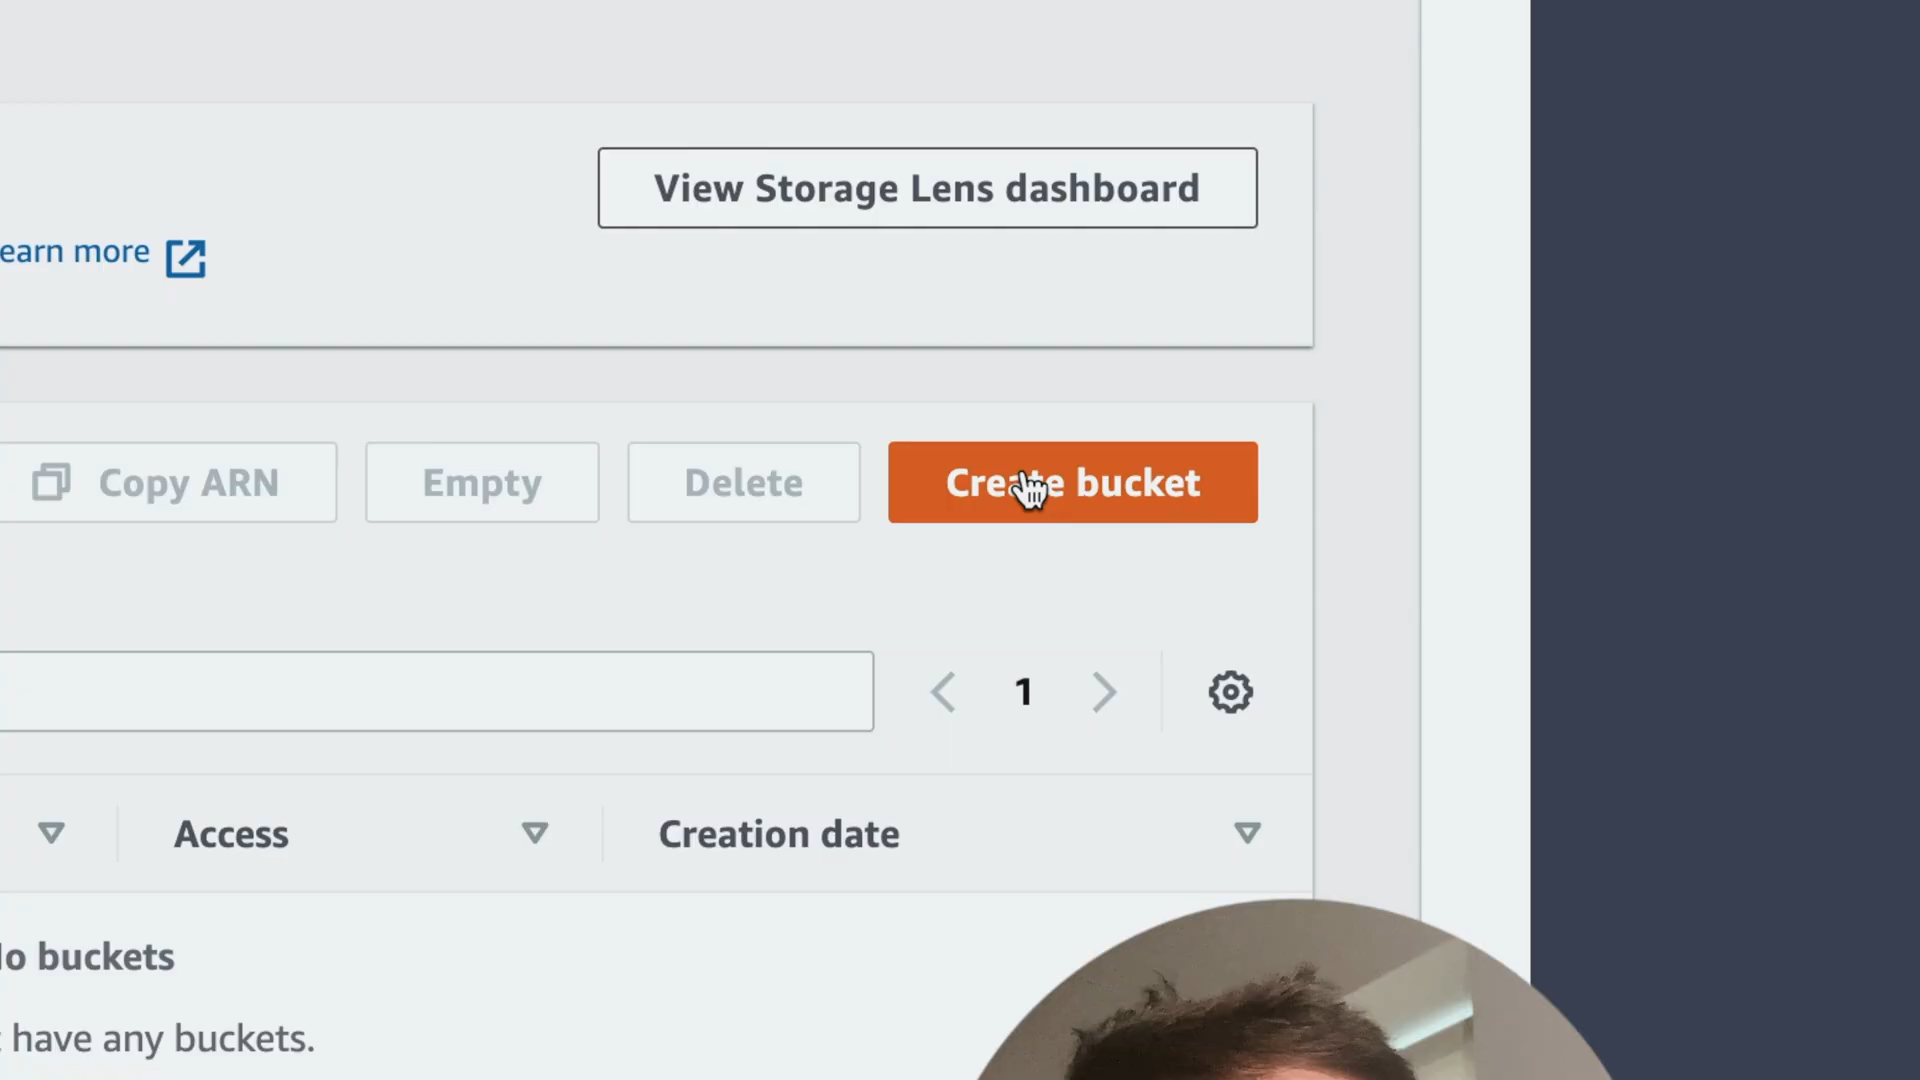 View Storage Lens dashboard
earn more
Copy ARN
Empty
Delete
Create bucket
1
Access
Creation date
o buckets
have any buckets.